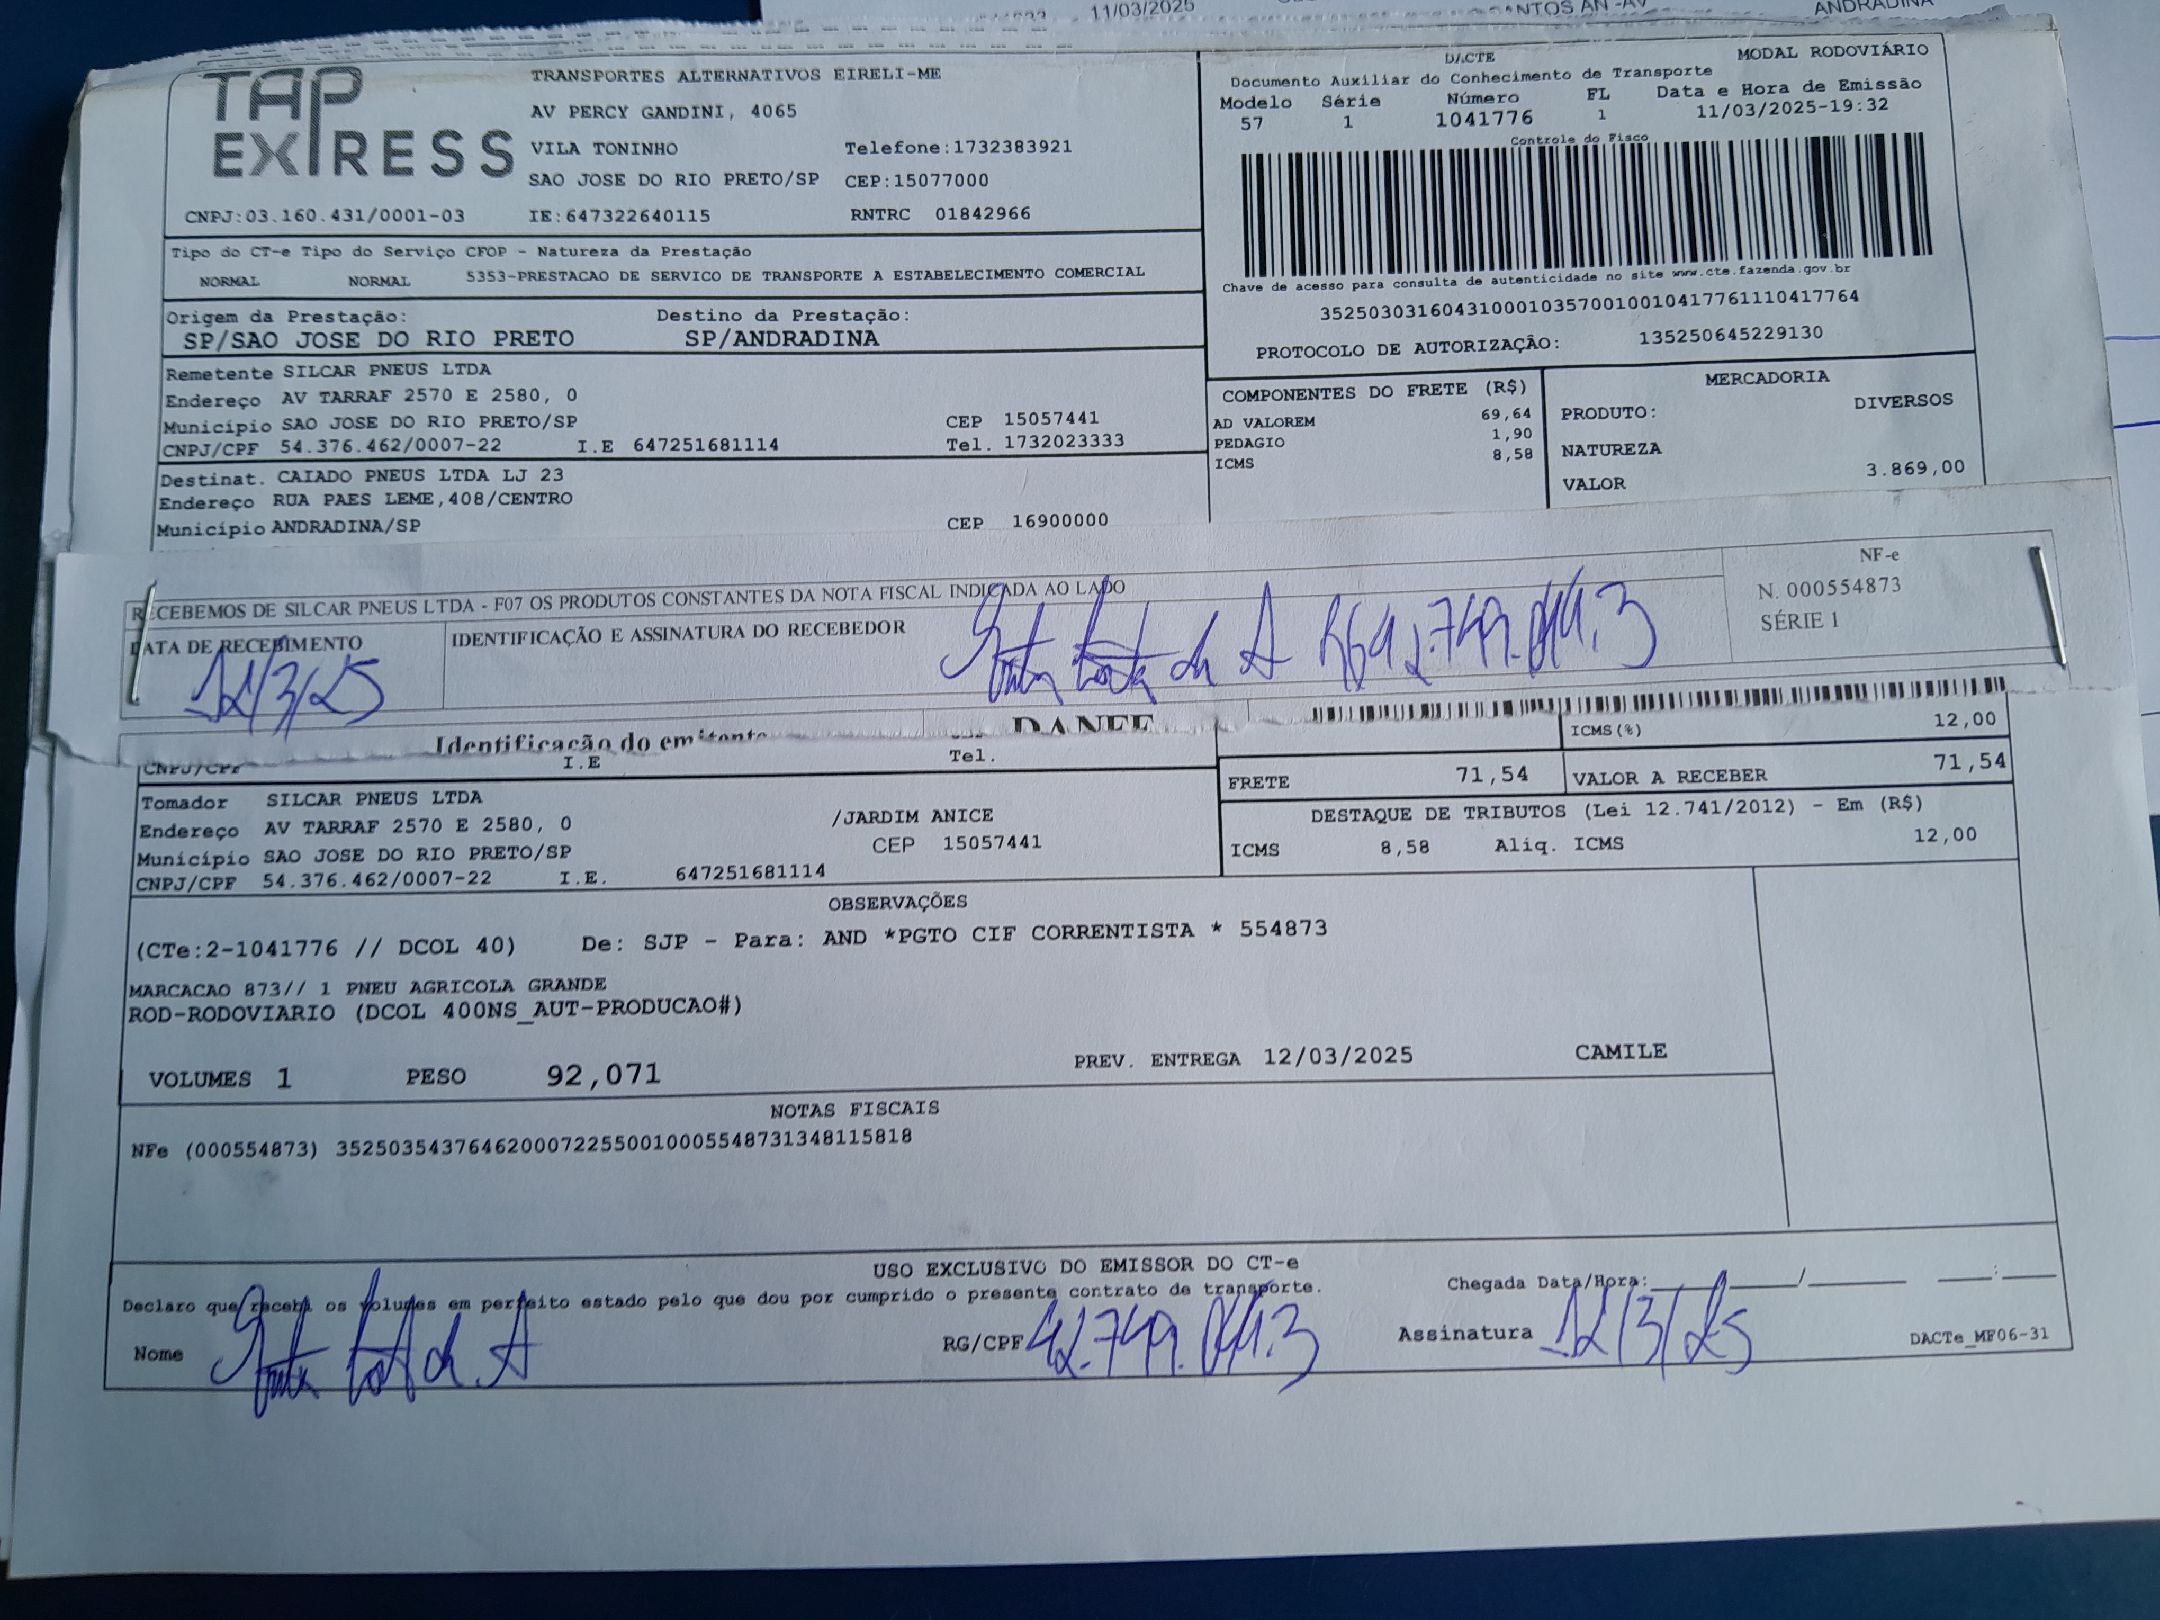 11/03/2025
ANDRADINA
TAP EXPRESS
TRANSPORTES ALTERNATIVOS EIRELI-ME
AV PERCY GANDINI, 4065
VILA TONINHO Telefone:1732383921
SAO JOSE DO RIO PRETO/SP CEP:15077000
CNPJ:03.160.431/0001-03 IE:647322640115 RNTRC 01842966
DACTE MODAL RODOVIÁRIO
Documento Auxiliar do Conhecimento de Transporte
Modelo Série Número FL Data e Hora de Emissão
57 1 1041776 1 11/03/2025-19:32
Controle do Fisco
Chave de acesso para consulta de autenticidade no site www.cte.fazenda.gov.br
35250303160431000103570010010417761110417764
PROTOCOLO DE AUTORIZAÇÃO: 135250645229130
Tipo do CT-e Tipo do Serviço CFOP - Natureza da Prestação
NORMAL NORMAL 5353-PRESTACAO DE SERVICO DE TRANSPORTE A ESTABELECIMENTO COMERCIAL
Origem da Prestação: Destino da Prestação:
SP/SAO JOSE DO RIO PRETO SP/ANDRADINA
Remetente SILCAR PNEUS LTDA
Endereço AV TARRAF 2570 E 2580, 0
Município SAO JOSE DO RIO PRETO/SP CEP 15057441
CNPJ/CPF 54.376.462/0007-22 I.E 647251681114 Tel. 1732023333
COMPONENTES DO FRETE (R$)
AD VALOREM 69,64
PEDAGIO 1,90
ICMS 8,58
MERCADORIA
PRODUTO: DIVERSOS
NATUREZA
VALOR 3.869,00
Destinat. CAIADO PNEUS LTDA LJ 23
Endereço RUA PAES LEME,408/CENTRO
Município ANDRADINA/SP CEP 16900000
RECEBEMOS DE SILCAR PNEUS LTDA - F07 OS PRODUTOS CONSTANTES DA NOTA FISCAL INDICADA AO LADO
NF-e
N. 000554873
SÉRIE 1
DATA DE RECEBIMENTO IDENTIFICAÇÃO E ASSINATURA DO RECEBEDOR
12/3/25
Identificação do emitente DANFE
CNPJ/CPF I.E Tel.
ICMS(%) 12,00
FRETE 71,54 VALOR A RECEBER 71,54
Tomador SILCAR PNEUS LTDA
Endereço AV TARRAF 2570 E 2580, 0 /JARDIM ANICE
Município SAO JOSE DO RIO PRETO/SP CEP 15057441
CNPJ/CPF 54.376.462/0007-22 I.E. 647251681114
DESTAQUE DE TRIBUTOS (Lei 12.741/2012) - Em (R$)
ICMS 8,58 Aliq. ICMS 12,00
OBSERVAÇÕES
(CTe:2-1041776 // DCOL 40) De: SJP - Para: AND *PGTO CIF CORRENTISTA * 554873
MARCACAO 873// 1 PNEU AGRICOLA GRANDE
ROD-RODOVIARIO (DCOL 400NS_AUT-PRODUCAO#)
VOLUMES 1 PESO 92,071 PREV. ENTREGA 12/03/2025 CAMILE
NOTAS FISCAIS
NFe (000554873) 35250354376462000722550010005548731348115818
USO EXCLUSIVO DO EMISSOR DO CT-e
Declaro que recebi os volumes em perfeito estado pelo que dou por cumprido o presente contrato de transporte.
Chegada Data/Hora: / :
Nome RG/CPF Assinatura 12/3/25
DACTe_MF06-31